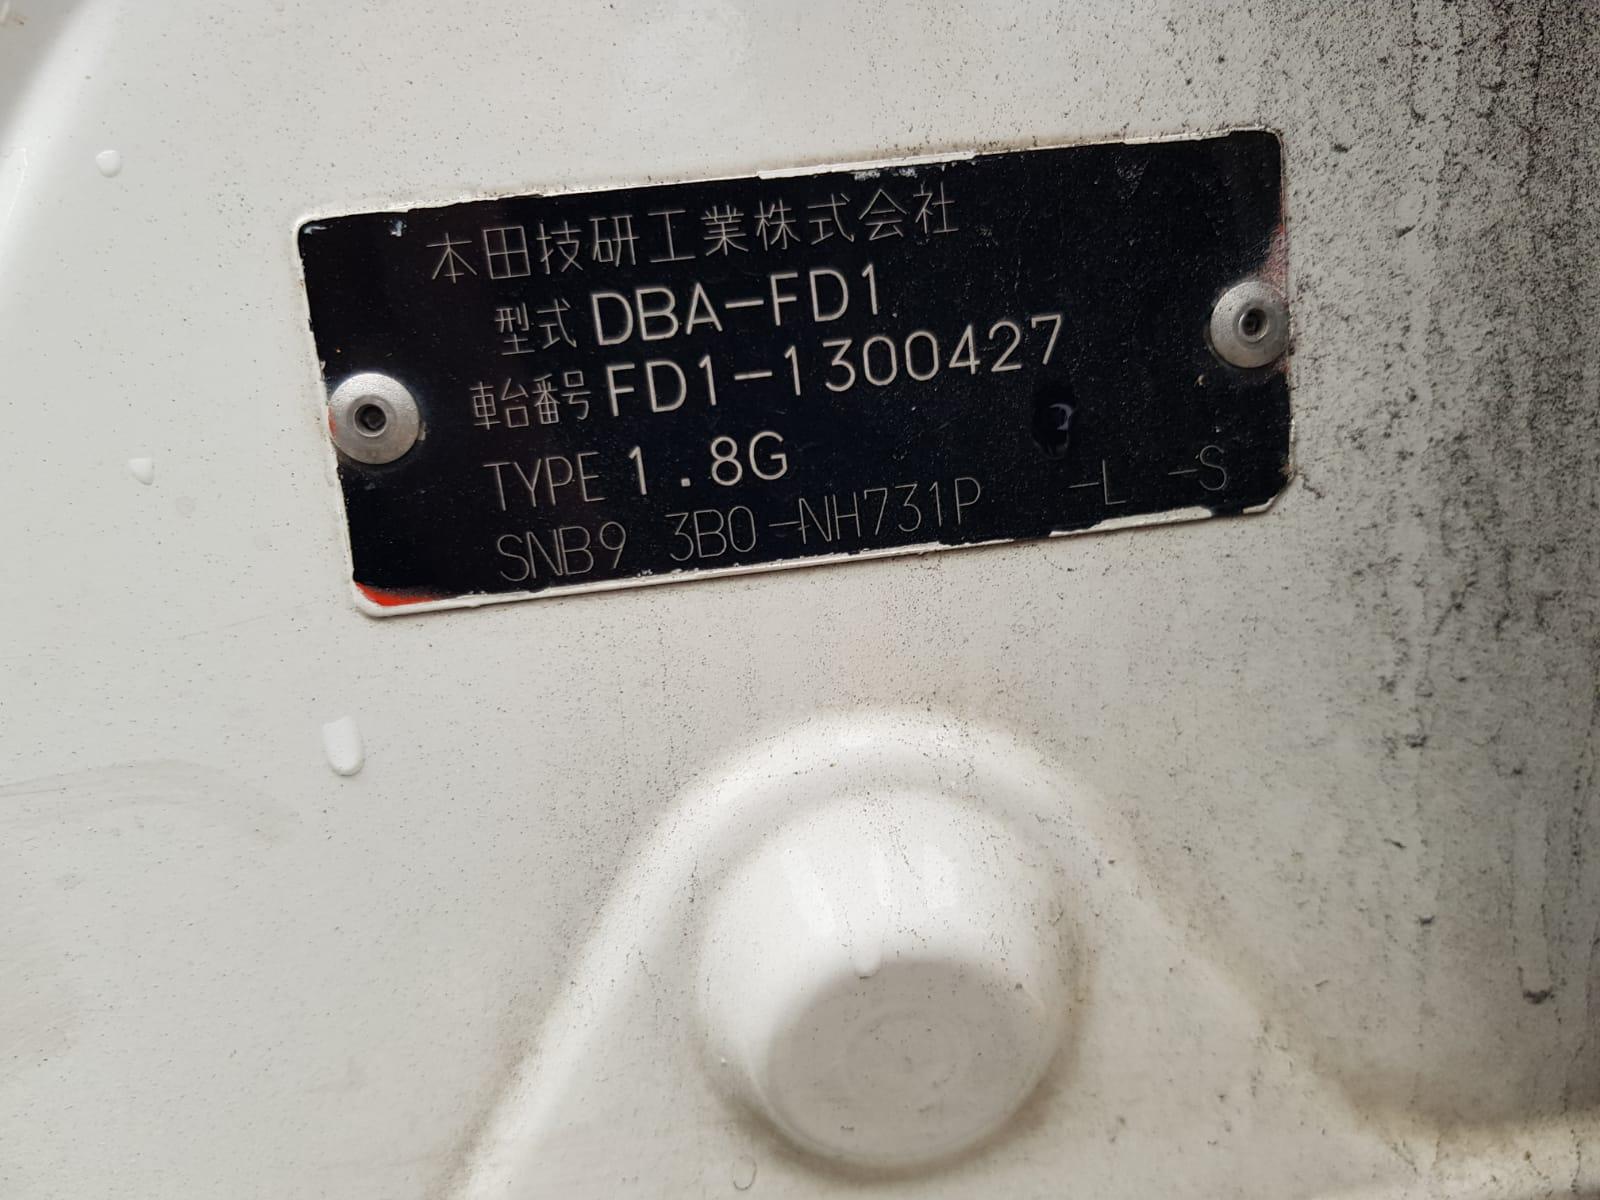 本田技研工業株式会社
型式 DBA-FD1
車台番号 FD1-1300427
TYPE 1.8G
SNB9 3B0-NH731P -L -S